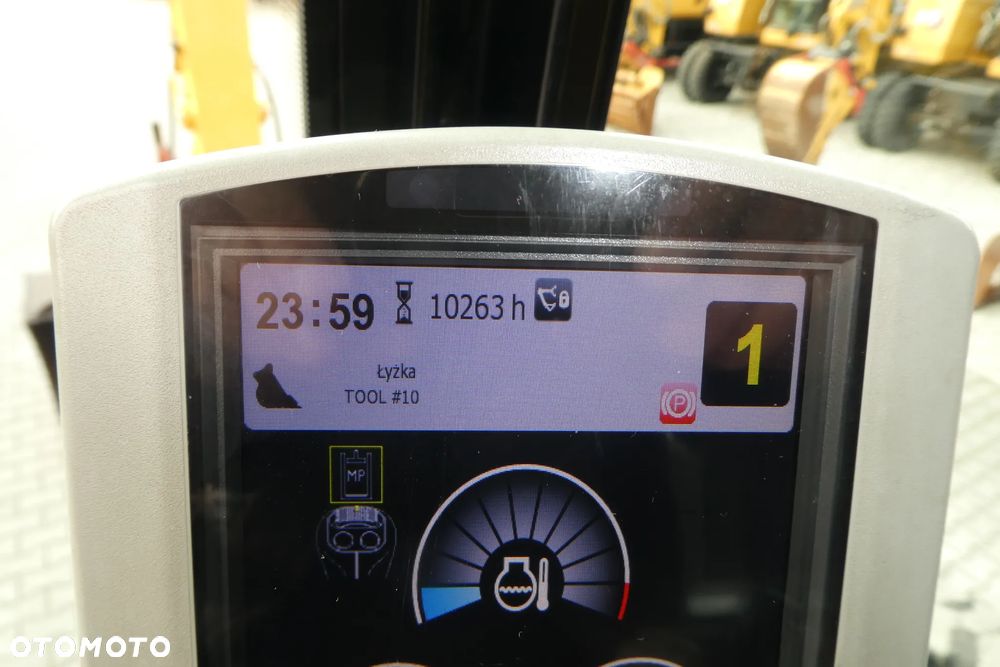 23:59 10263 h
1
Łyżka
TOOL #10
P
MP
OTOMOTO